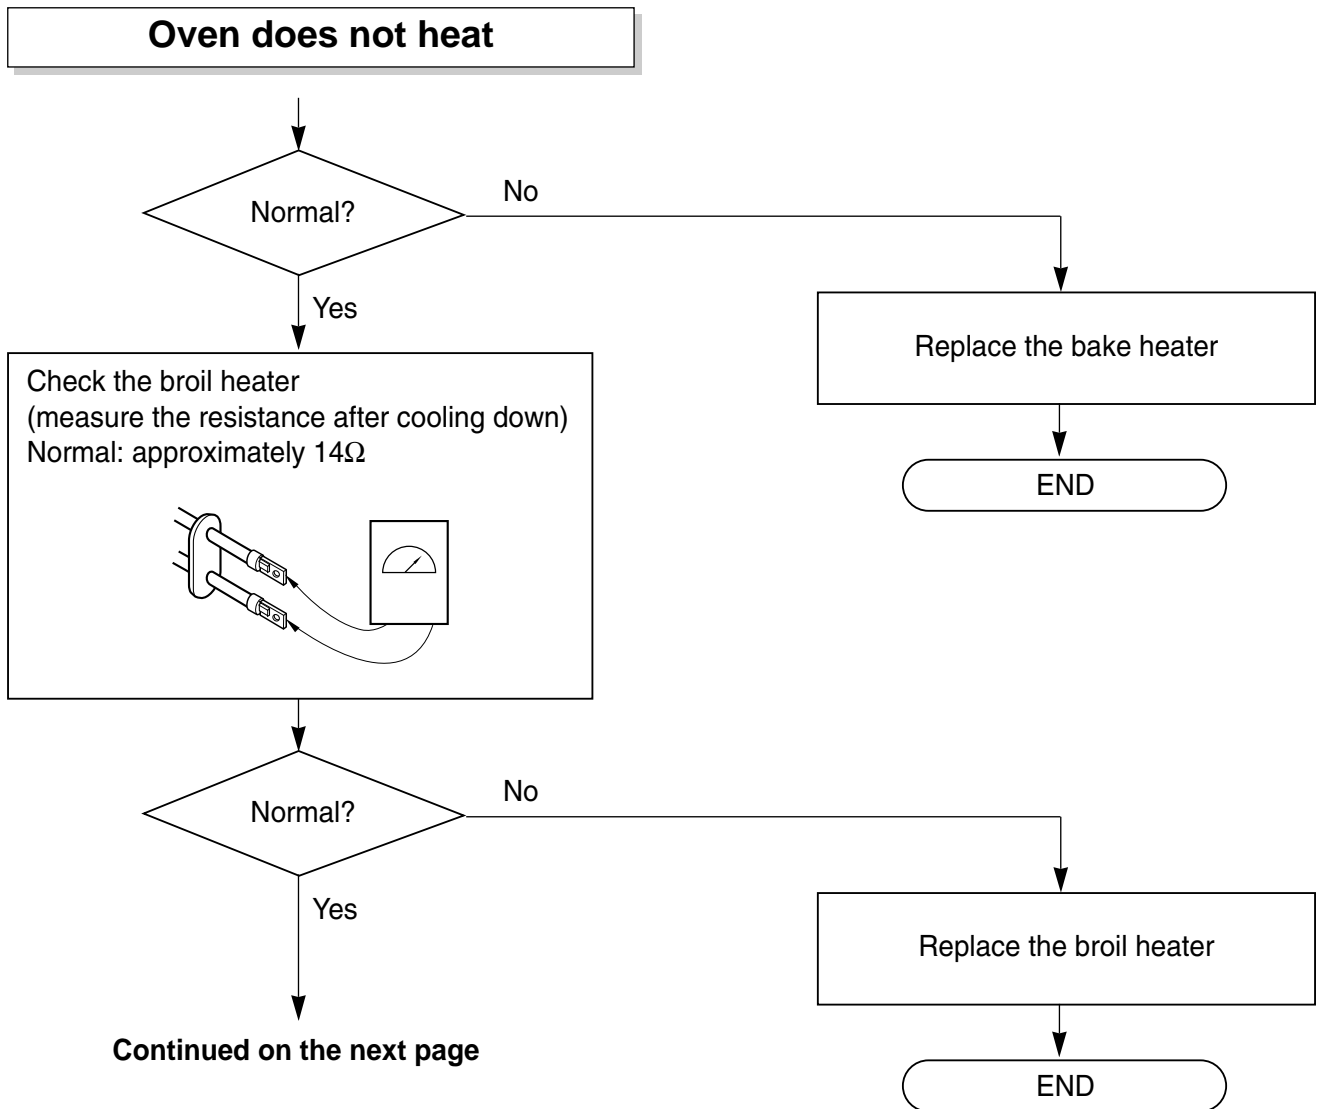 Oven does not heat
Normal?
No
Yes
Replace the bake heater
END
Check the broil heater
(measure the resistance after cooling down)
Normal: approximately 14Ω
Normal?
No
Yes
Replace the broil heater
END
Continued on the next page